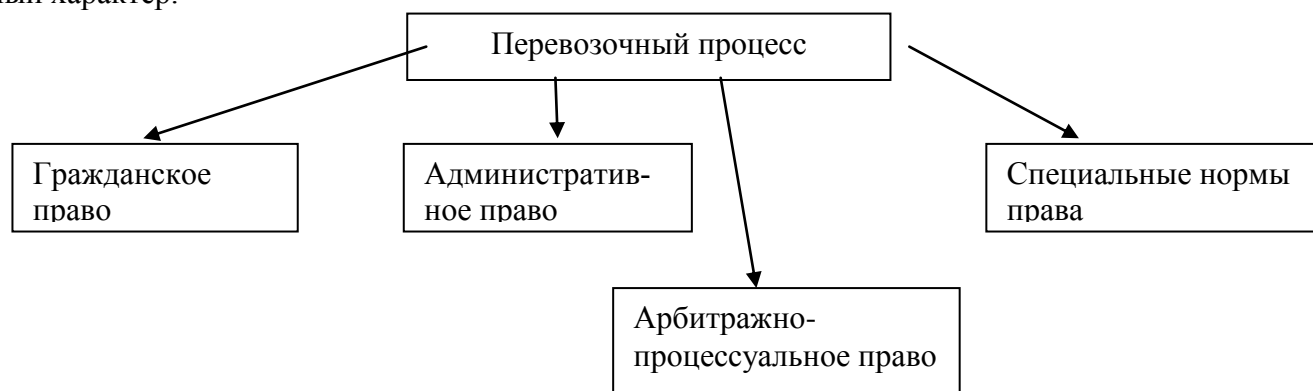 ный характер.
Перевозочный процесс
Гражданское
право
Административ-
ное право
Специальные нормы
права
Арбитражно-
процессуальное право